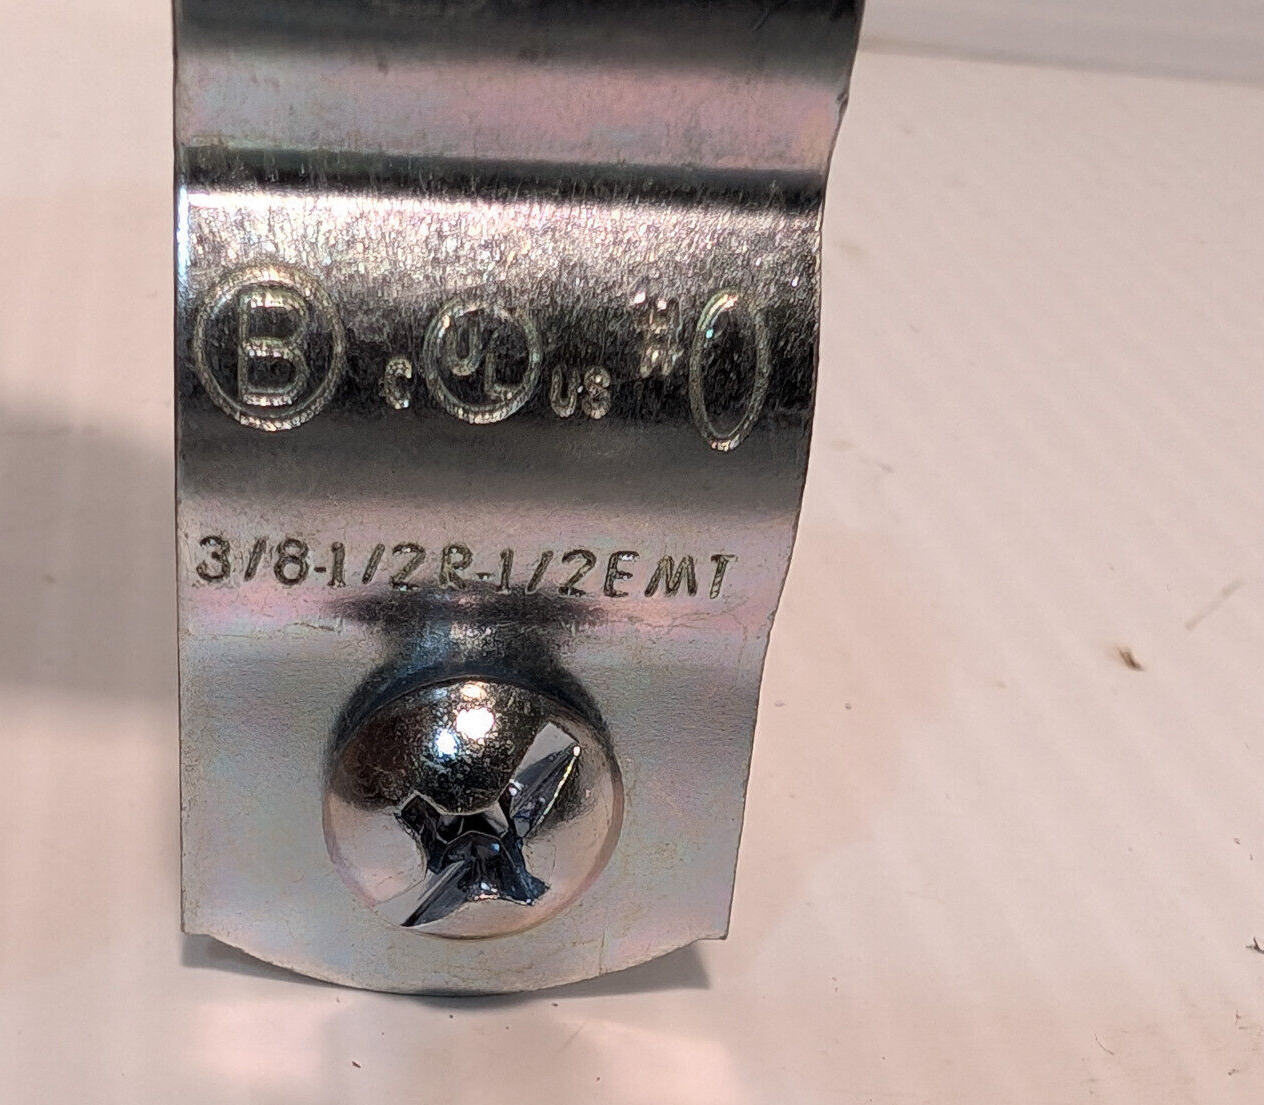 B c UL US #0
3/8-1/2R-1/2EMT